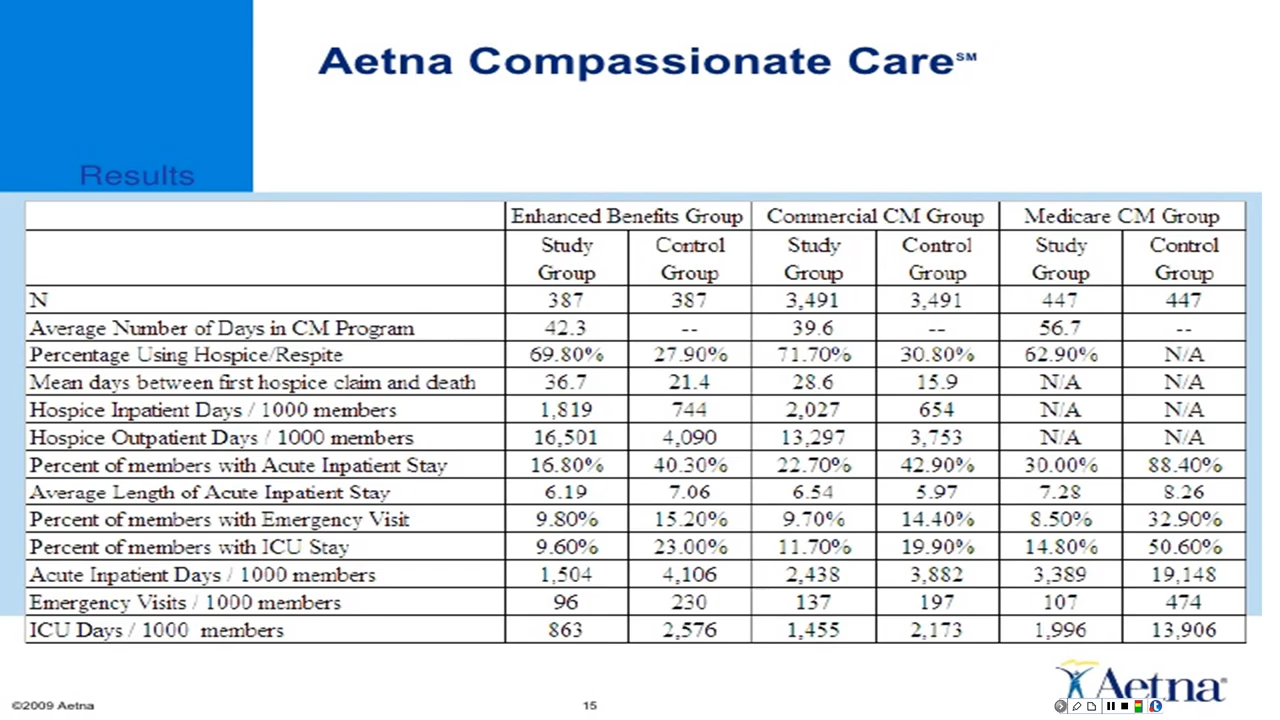 Aetna Compassionate Care℠
Results
Enhanced Benefits Group Commercial CM Group Medicare CM Group
Study Group Control Group Study Group Control Group Study Group Control Group
N 387 387 3,491 3,491 447 447
Average Number of Days in CM Program 42.3 -- 39.6 -- 56.7 --
Percentage Using Hospice/Respite 69.80% 27.90% 71.70% 30.80% 62.90% N/A
Mean days between first hospice claim and death 36.7 21.4 28.6 15.9 N/A N/A
Hospice Inpatient Days / 1000 members 1,819 744 2,027 654 N/A N/A
Hospice Outpatient Days / 1000 members 16,501 4,090 13,297 3,753 N/A N/A
Percent of members with Acute Inpatient Stay 16.80% 40.30% 22.70% 42.90% 30.00% 88.40%
Average Length of Acute Inpatient Stay 6.19 7.06 6.54 5.97 7.28 8.26
Percent of members with Emergency Visit 9.80% 15.20% 9.70% 14.40% 8.50% 32.90%
Percent of members with ICU Stay 9.60% 23.00% 11.70% 19.90% 14.80% 50.60%
Acute Inpatient Days / 1000 members 1,504 4,106 2,438 3,882 3,389 19,148
Emergency Visits / 1000 members 96 230 137 197 107 474
ICU Days / 1000 members 863 2,576 1,455 2,173 1,996 13,906
Aetna®
©2009 Aetna 15